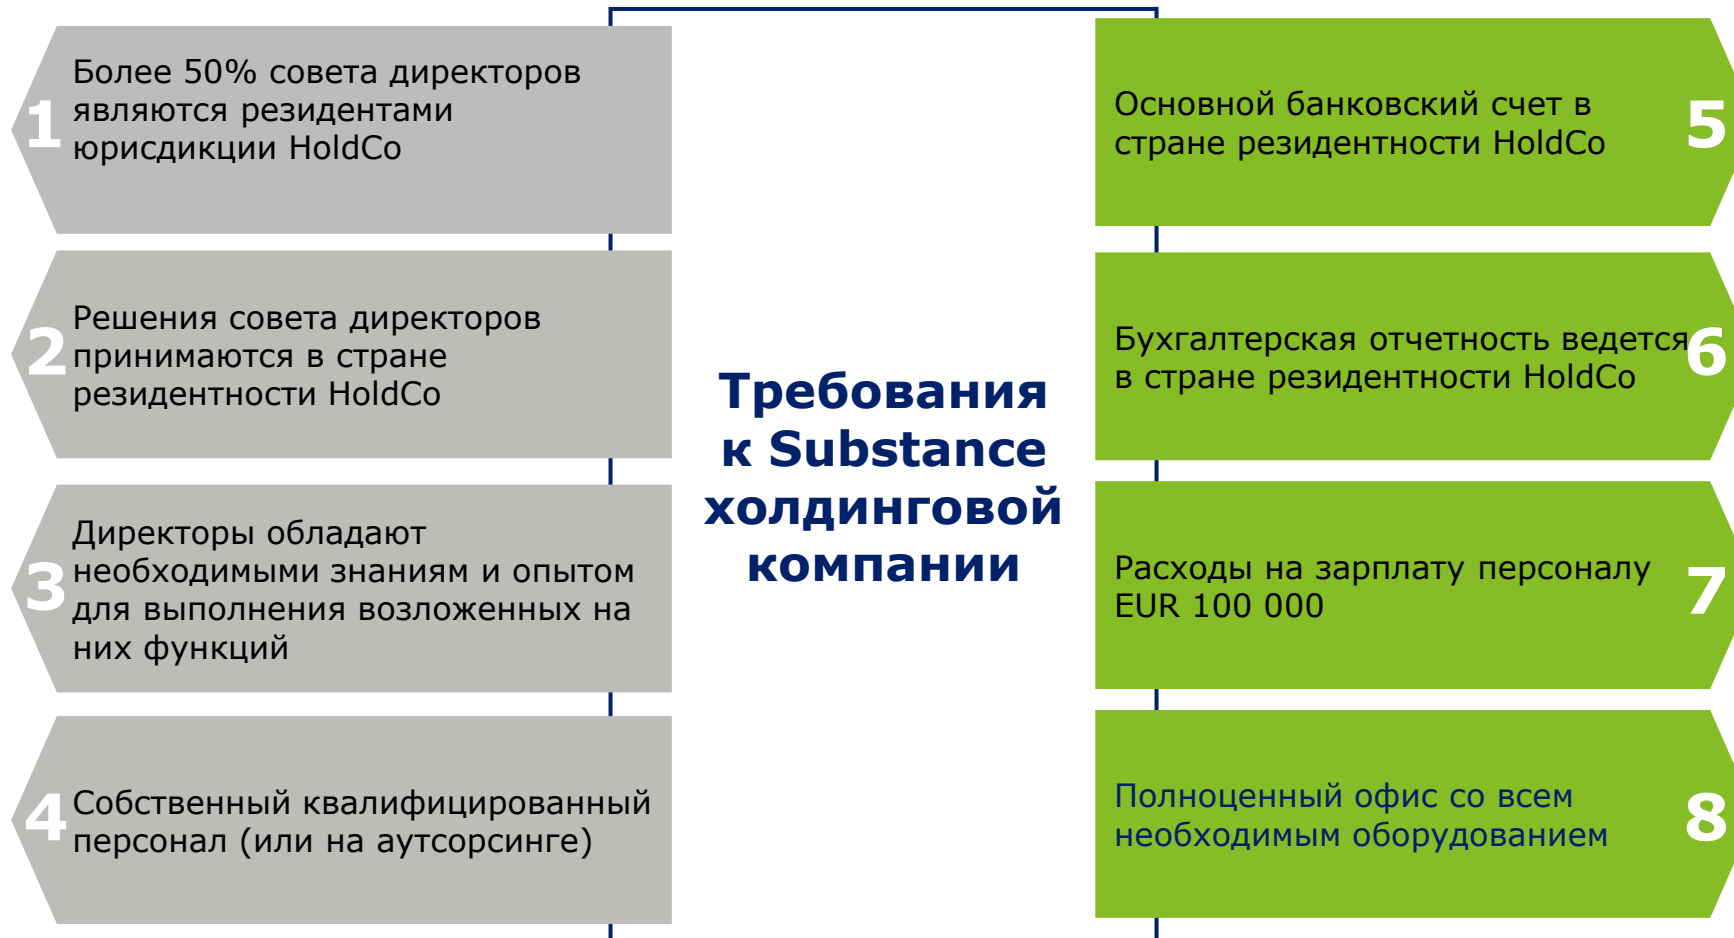 1
Более 50% совета директоров
являются резидентами
юрисдикции HoldCo
2
Решения совета директоров
принимаются в стране
резидентности HoldCo
3
Директоры обладают
необходимыми знаниям и опытом
для выполнения возложенных на
них функций
4
Собственный квалифицированный
персонал (или на аутсорсинге)
Требования
к Substance
холдинговой
компании
Основной банковский счет в
стране резидентности HoldCo
5
Бухгалтерская отчетность ведется
в стране резидентности HoldCo
6
Расходы на зарплату персоналу
EUR 100 000
7
Полноценный офис со всем
необходимым оборудованием
8